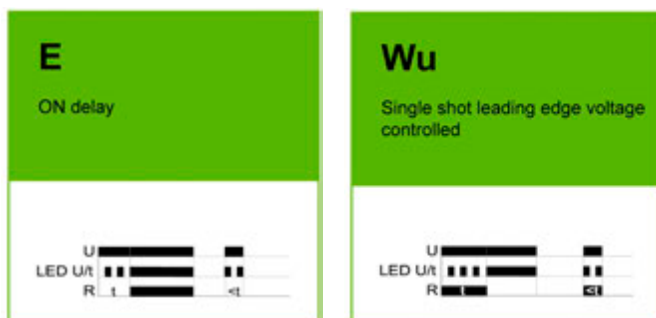 E
ON delay
U
LED U/t
R
t
<t
Wu
Single shot leading edge voltage
controlled
U
LED U/t
R
t
<t